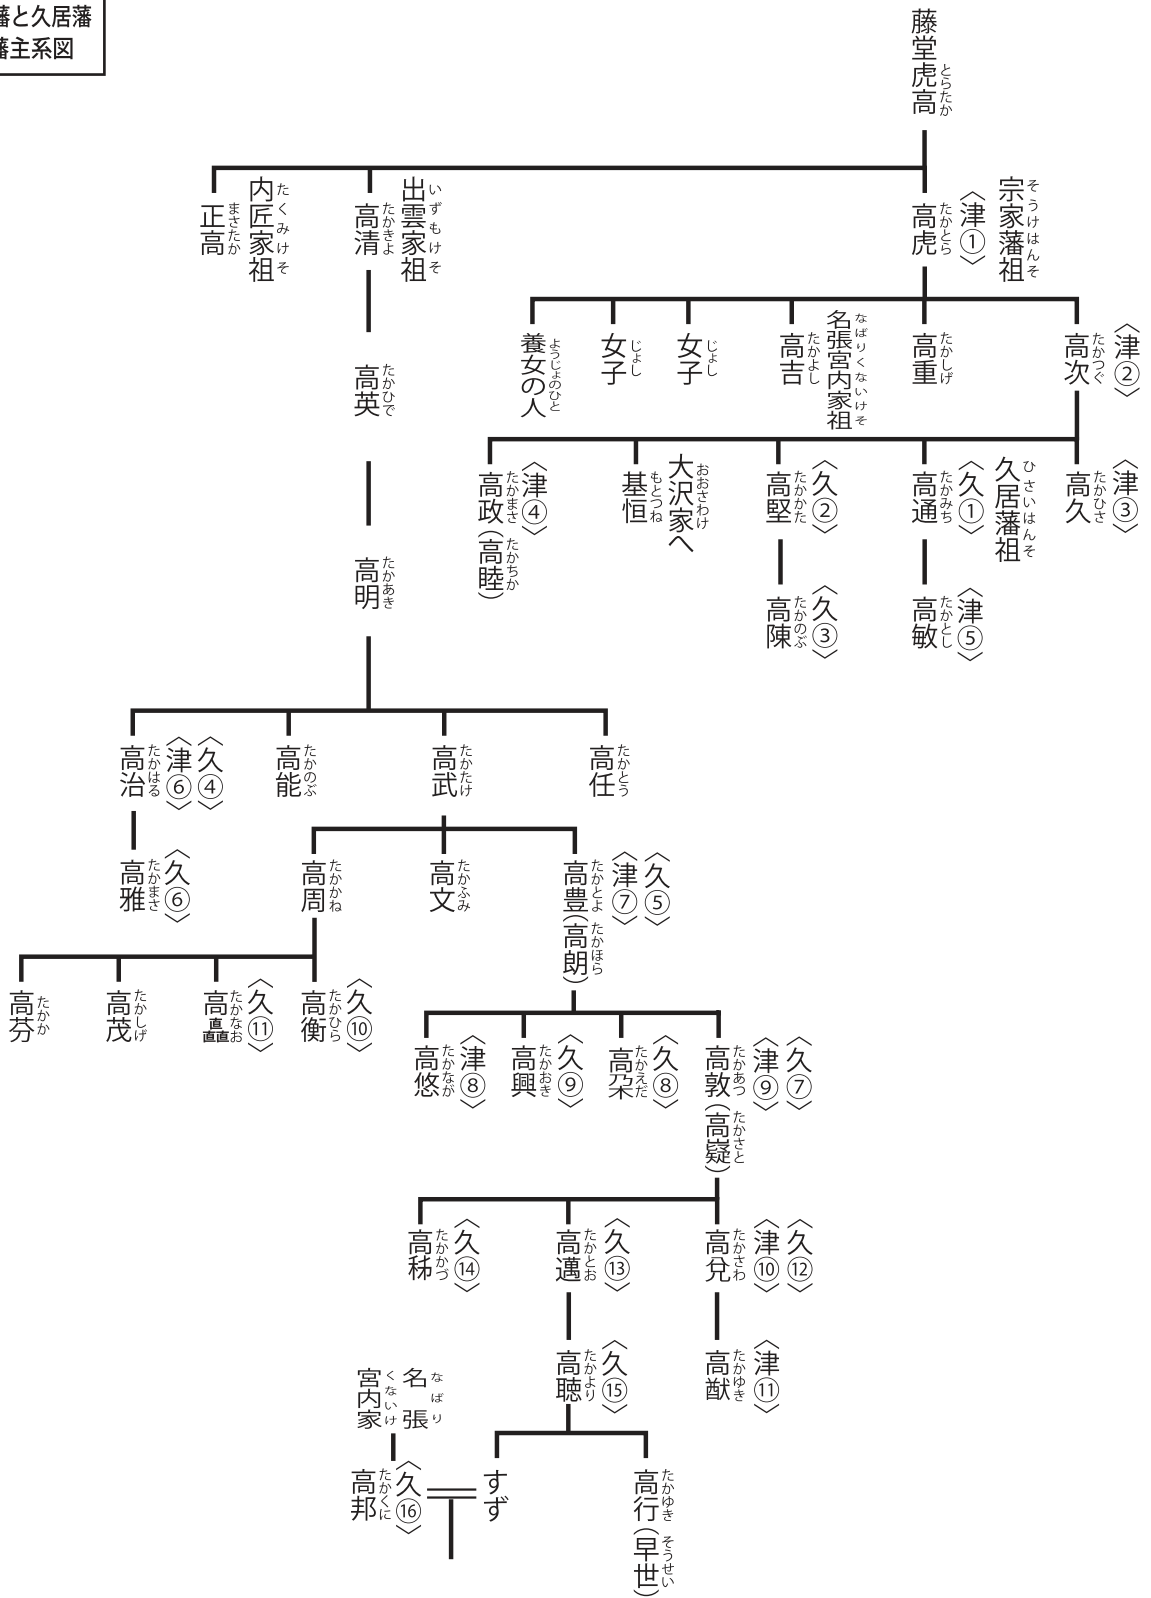 藩と久居藩
藩主系図
藤堂虎高
とらたか
宗家藩祖
そうけはんそ
〈津①〉
高虎
たかとら
出雲家祖
いずもけそ
高清
たかきよ
内匠家祖
たくみけそ
正高
まさたか
〈津②〉
高次
たかつぐ
高重
たかしげ
名張宮内家祖
なばりくないけそ
高吉
たかよし
女子
じょし
女子
じょし
養女の人
ようじょのひと
高英
たかひで
〈津③〉
高久
たかひさ
久居藩祖
ひさいはんそ
〈久①〉
高通
たかみち
〈久②〉
高堅
たかかた
大沢家へ
おおさわけ
基恒
もとつね
〈津④〉
高政(高睦)
たかまさ たかちか
〈津⑤〉
高敏
たかとし
〈久③〉
高陳
たかのぶ
高明
たかあき
高任
たかとう
高武
たかたけ
高能
たかのぶ
〈久④〉
〈津⑥〉
高治
たかはる
〈久⑤〉
〈津⑦〉
高豊(高朗)
たかとよ たかほら
高文
たかふみ
高周
たかかね
〈久⑥〉
高雅
たかまさ
〈久⑩〉
高衡
たかひら
〈久⑪〉
高矗
たかなお
高茂
たかしげ
高芬
たかか
〈久⑦〉
〈津⑨〉
高敦(高嶷)
たかあつ たかさと
〈久⑧〉
高朶
たかえだ
〈久⑨〉
高興
たかおき
〈津⑧〉
高悠
たかなが
〈久⑫〉
〈津⑩〉
高兌
たかさわ
〈久⑬〉
高邁
たかとお
〈久⑭〉
高秭
たかかづ
〈津⑪〉
高猷
たかゆき
〈久⑮〉
高聴
たかより
高行(早世)
たかゆき そうせい
すず
名張
なばり
宮内家
くないけ
〈久⑯〉
高邦
たかくに